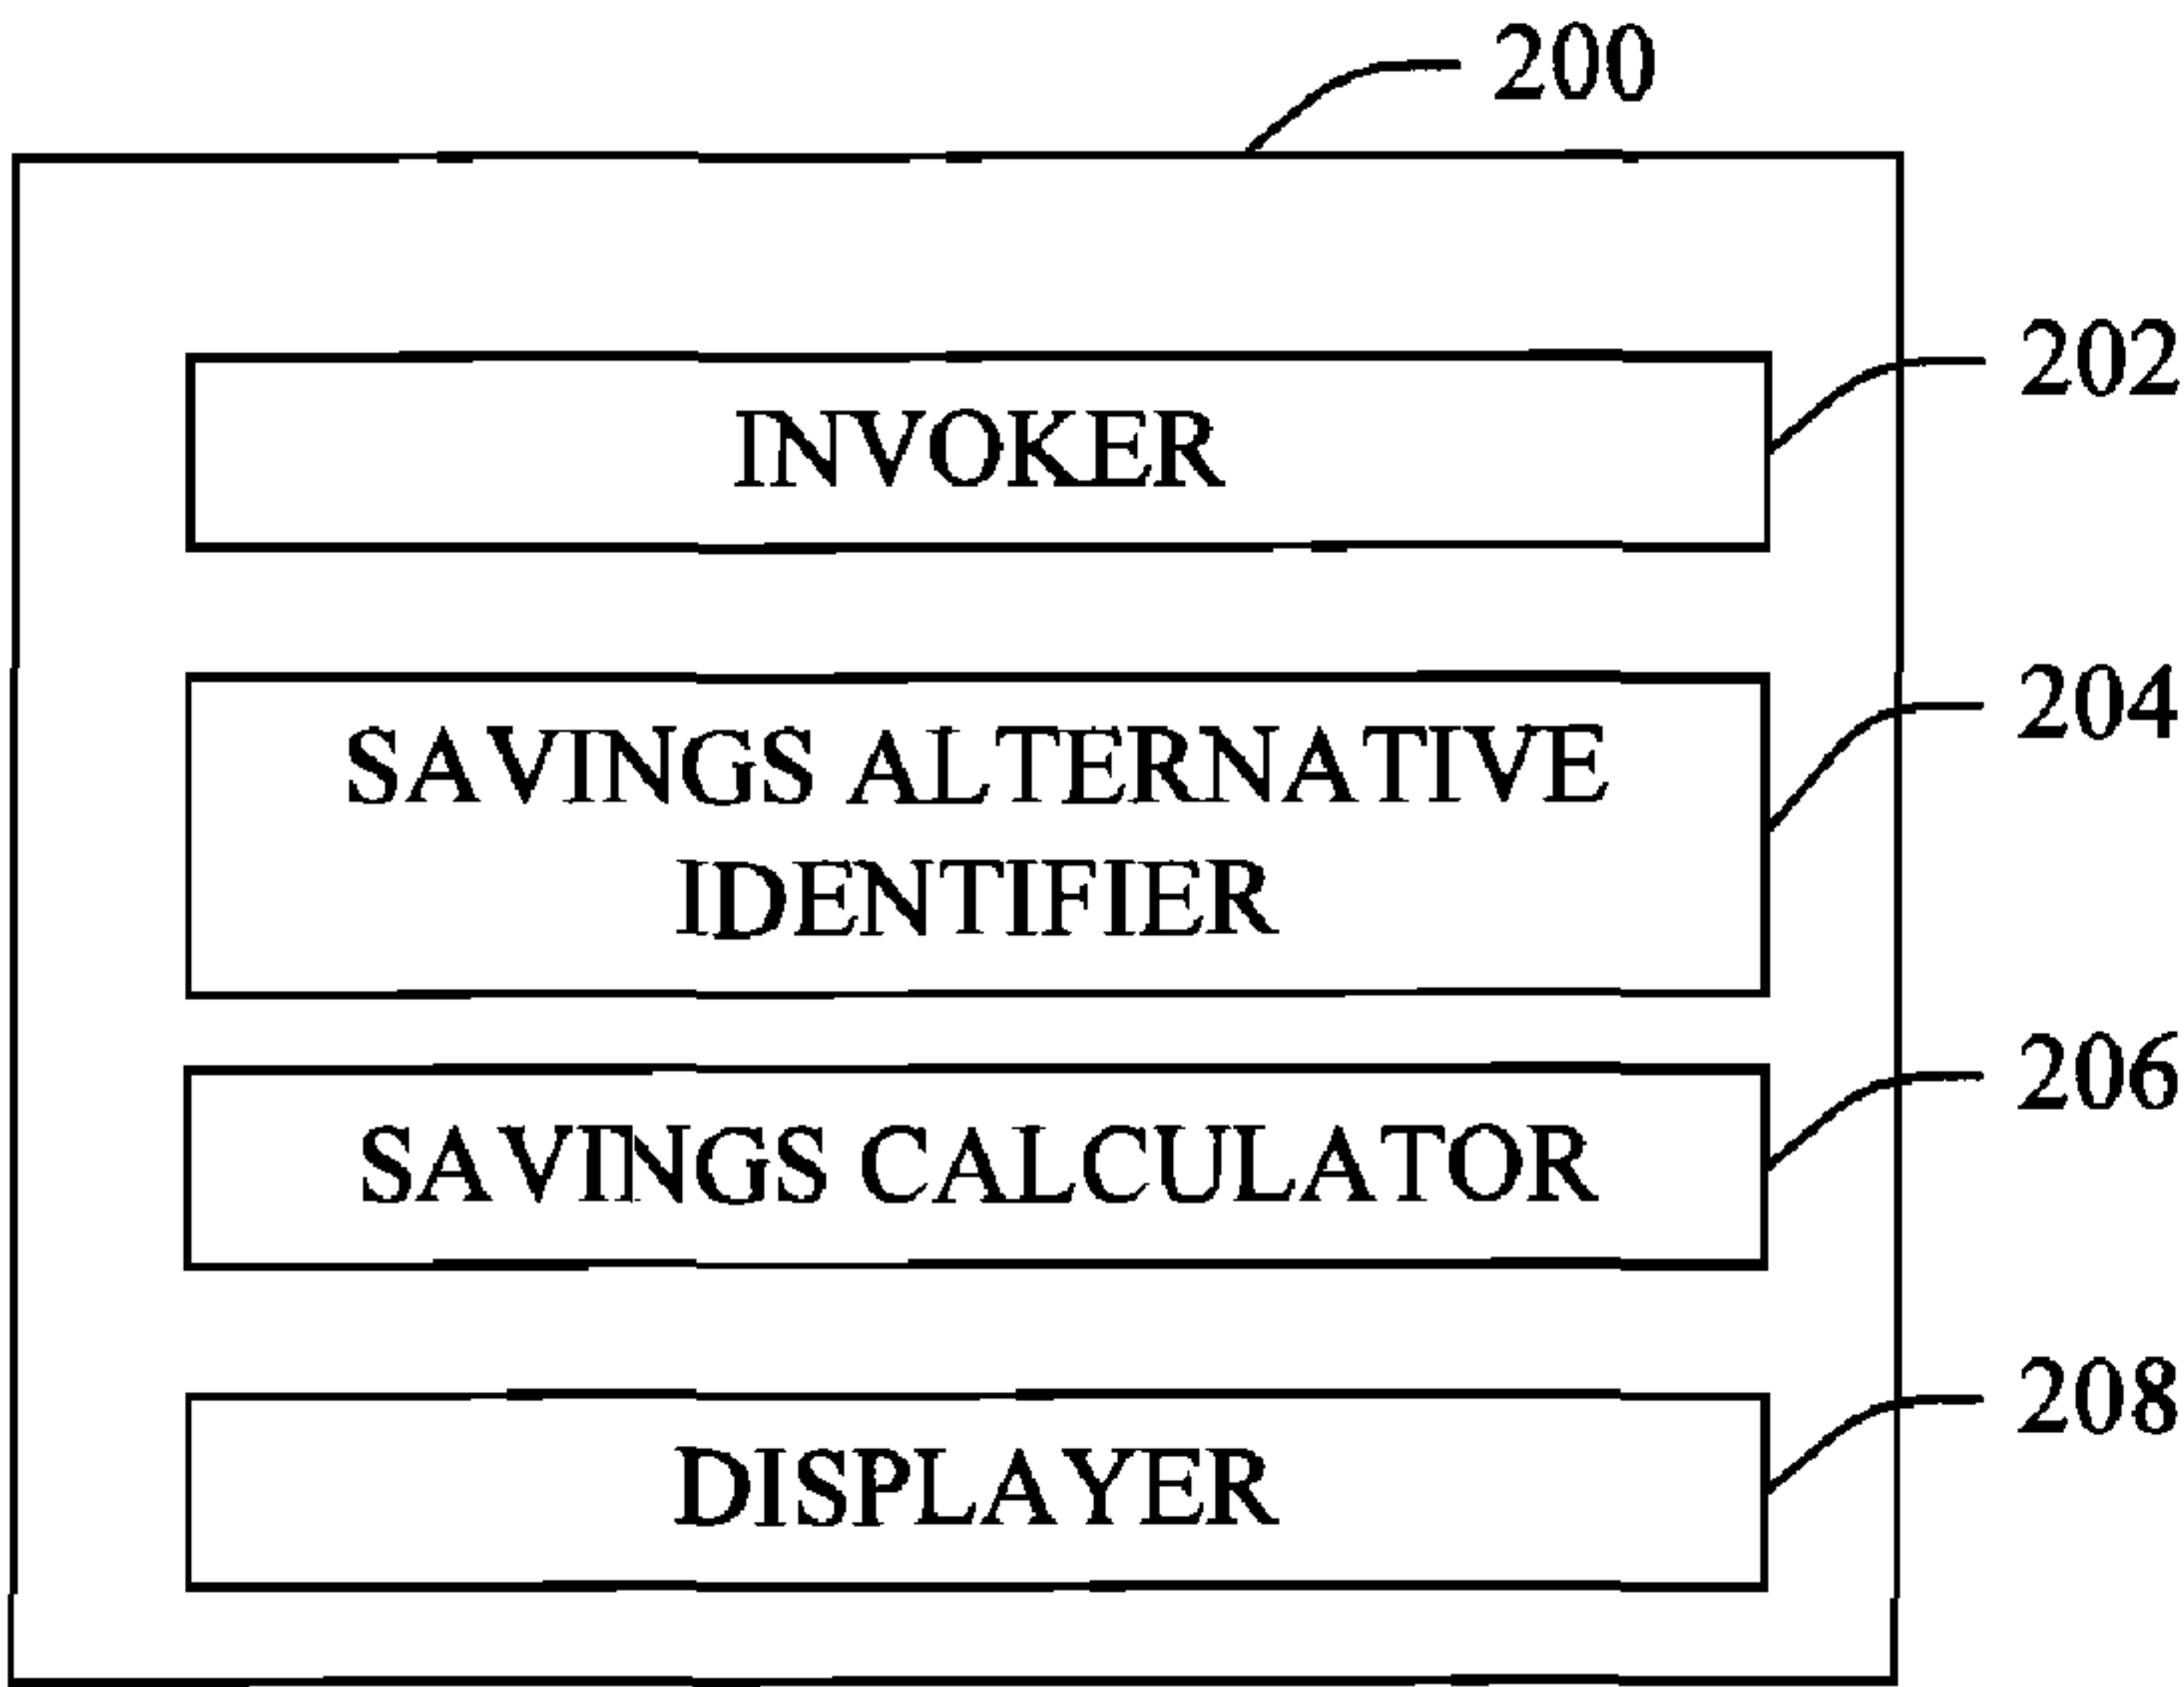 200
INVOKER
202
SAVINGS ALTERNATIVE
IDENTIFIER
204
SAVINGS CALCULATOR
206
DISPLAYER
208